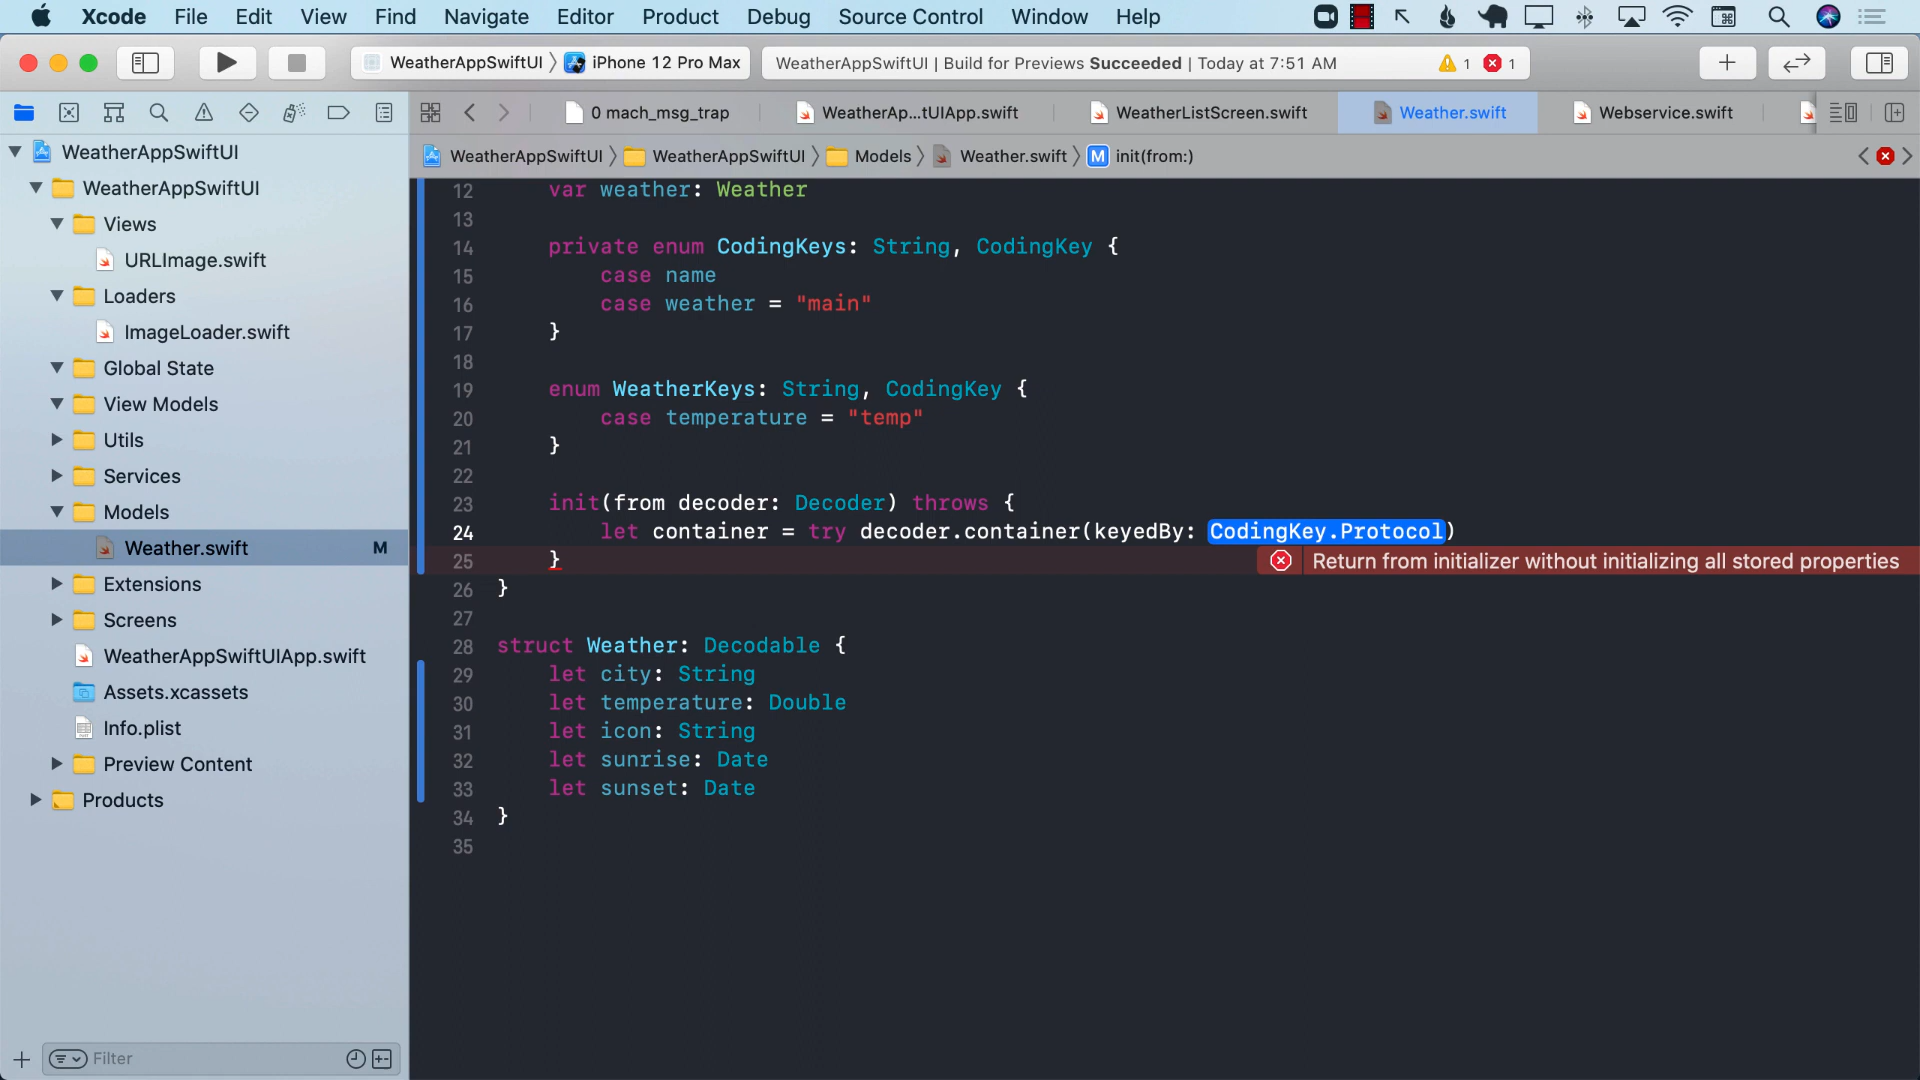 Xcode File Edit View Find Navigate Editor Product Debug Source Control Window Help
WeatherAppSwiftUI 〉 iPhone 12 Pro Max
WeatherAppSwiftUI | Build for Previews Succeeded | Today at 7:51 AM
1 1
0 mach_msg_trap
WeatherAp...tUIApp.swift
WeatherListScreen.swift
Weather.swift
Webservice.swift
WeatherAppSwiftUI 〉 WeatherAppSwiftUI 〉 Models 〉 Weather.swift 〉 M init(from:)
WeatherAppSwiftUI
WeatherAppSwiftUI
Views
URLImage.swift
Loaders
ImageLoader.swift
Global State
View Models
Utils
Services
Models
Weather.swift M
Extensions
Screens
WeatherAppSwiftUIApp.swift
Assets.xcassets
Info.plist
Preview Content
Products
Filter
12 var weather: Weather
13
14 private enum CodingKeys: String, CodingKey {
15 case name
16 case weather = "main"
17 }
18
19 enum WeatherKeys: String, CodingKey {
20 case temperature = "temp"
21 }
22
23 init(from decoder: Decoder) throws {
24 let container = try decoder.container(keyedBy: CodingKey.Protocol)
25 } Return from initializer without initializing all stored properties
26 }
27
28 struct Weather: Decodable {
29 let city: String
30 let temperature: Double
31 let icon: String
32 let sunrise: Date
33 let sunset: Date
34 }
35